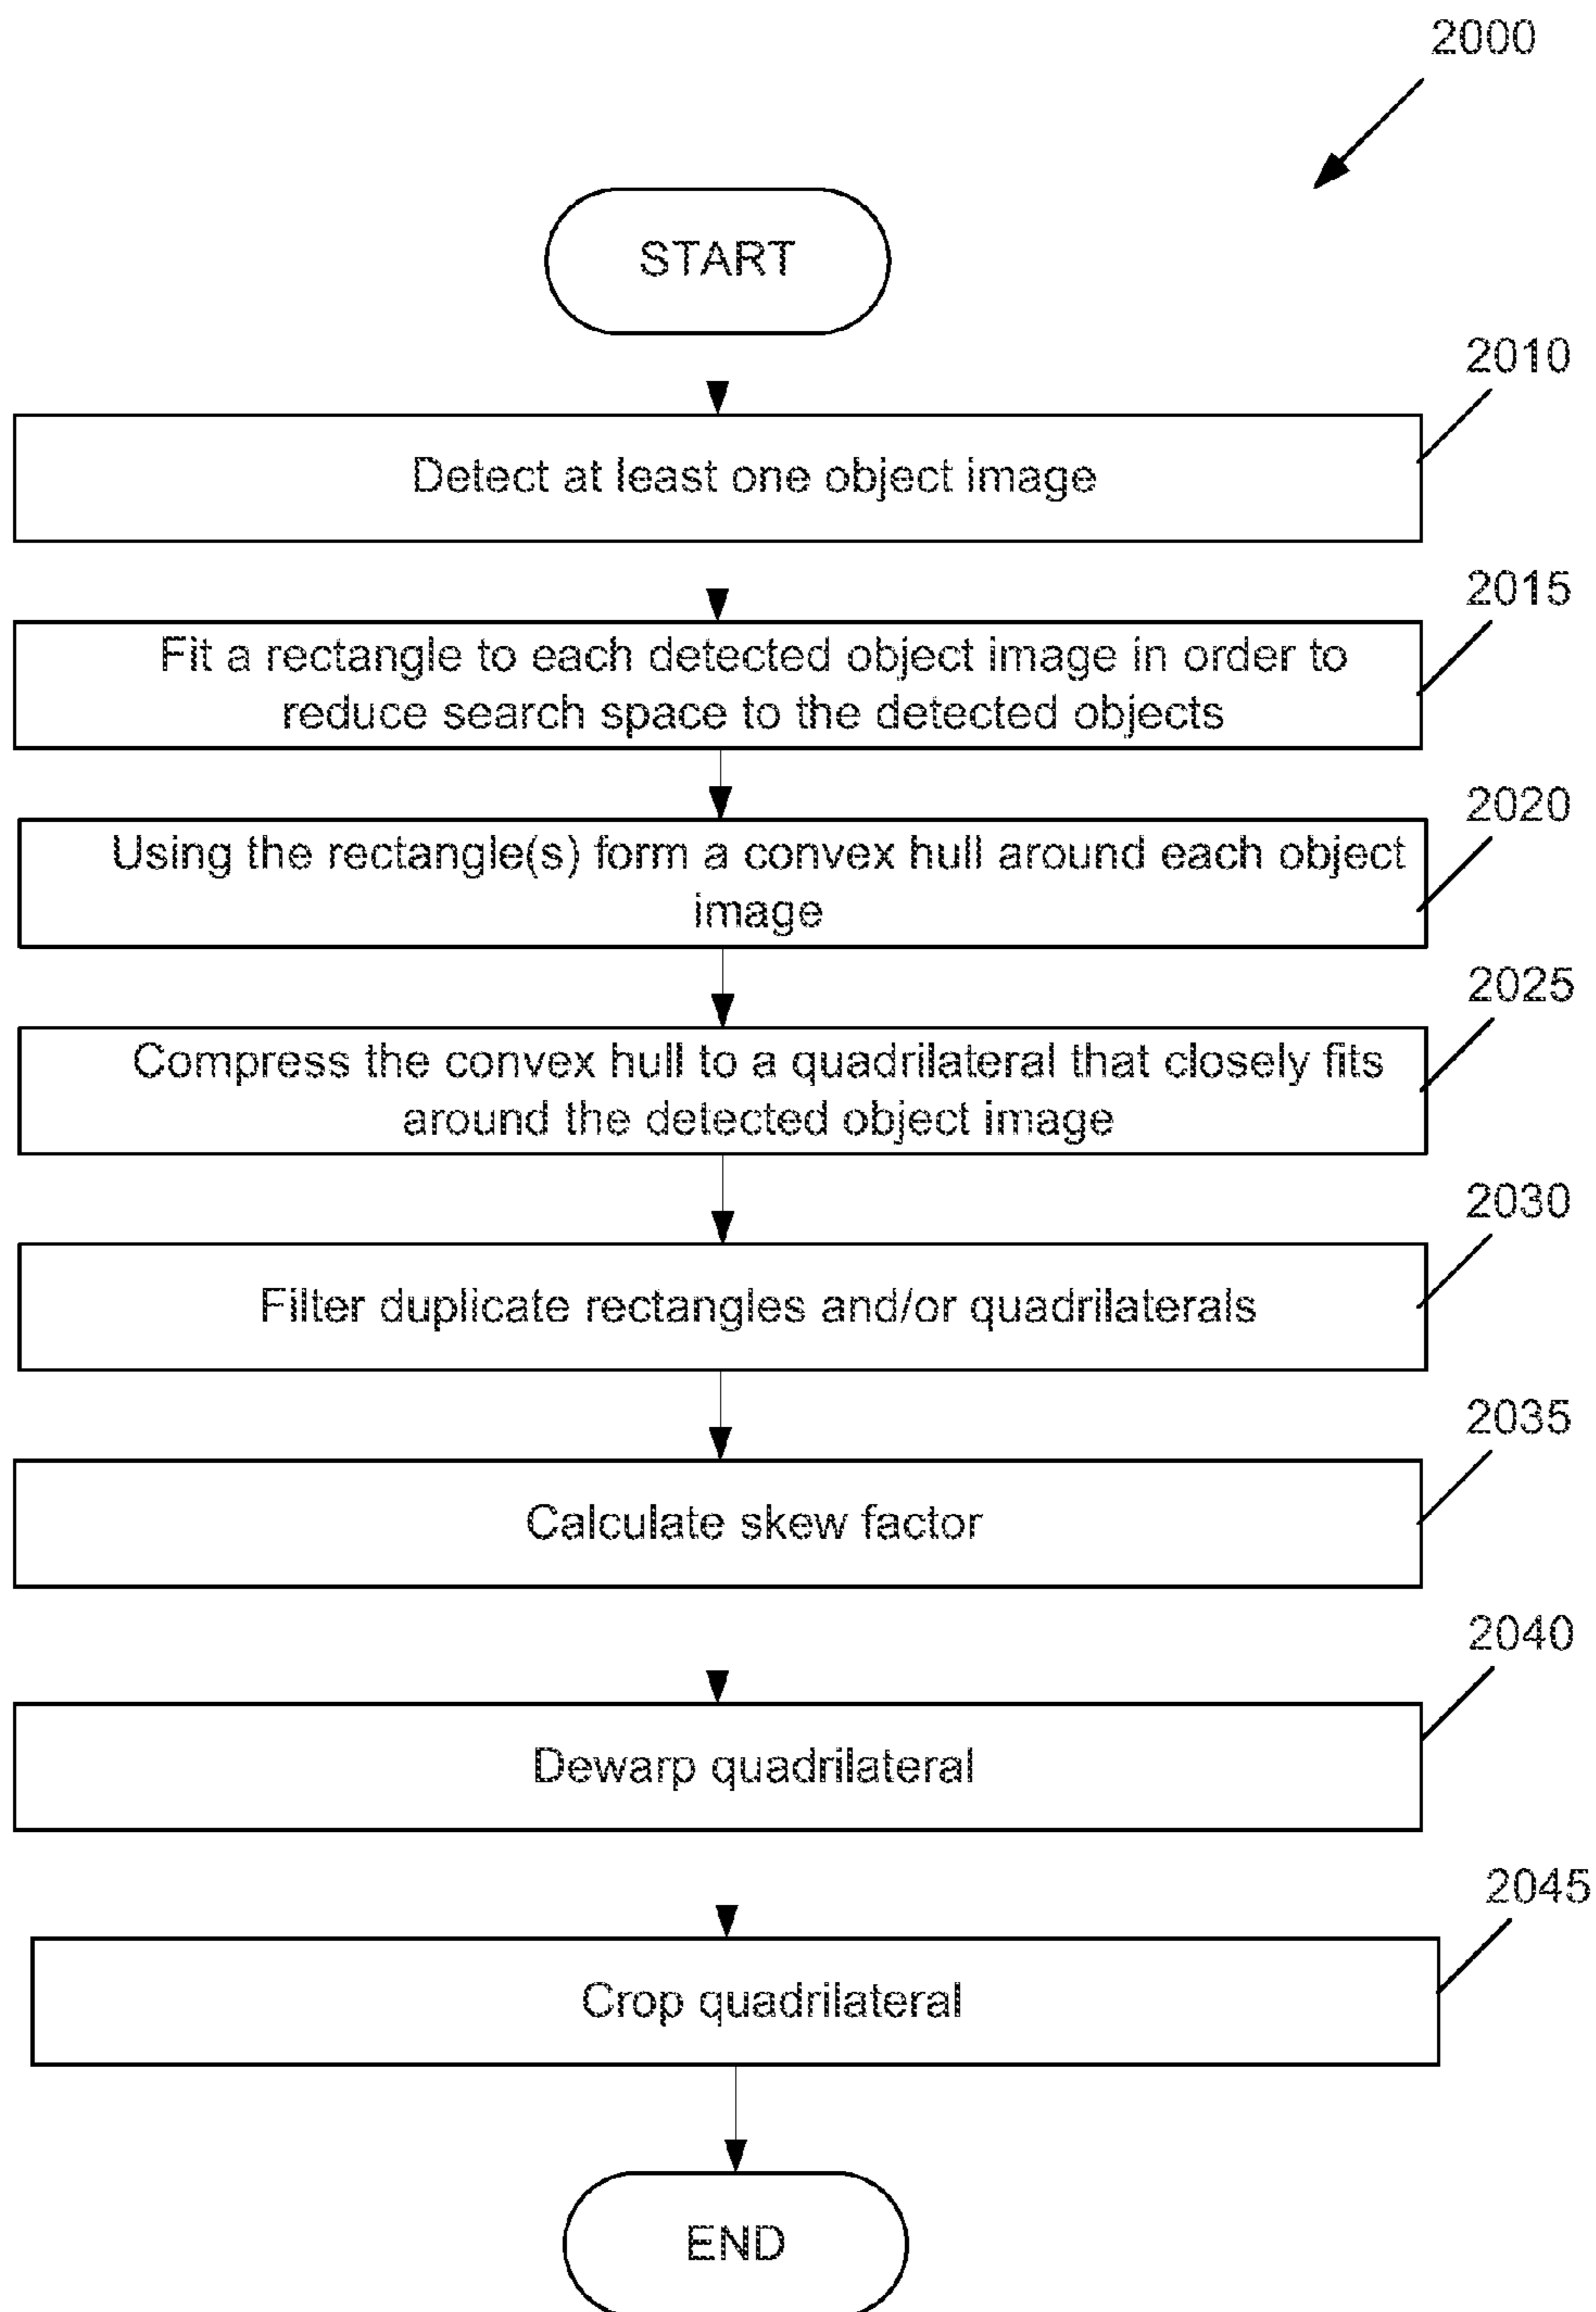 2000
START
2010
Detect at least one object image
2015
Fit a rectangle to each detected object image in order to
reduce search space to the detected objects
2020
Using the rectangle(s) form a convex hull around each object
image
2025
Compress the convex hull to a quadrilateral that closely fits
around the detected object image
2030
Filter duplicate rectangles and/or quadrilaterals
2035
Calculate skew factor
2040
Dewarp quadrilateral
2045
Crop quadrilateral
END